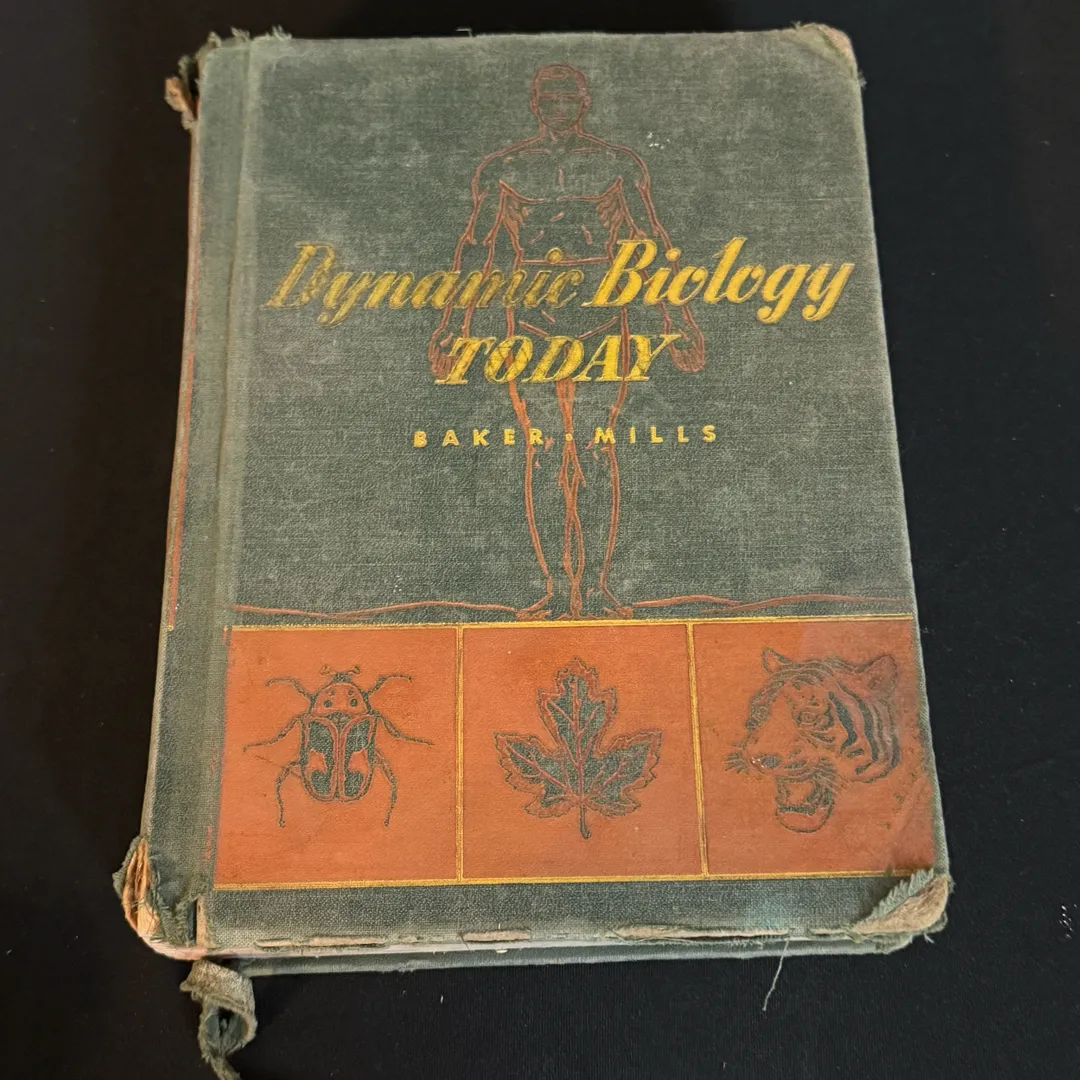 Dynamic Biology
TODAY
BAKER • MILLS